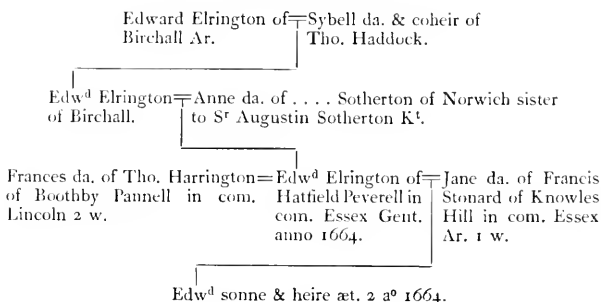 Edward Elrington of Birchall Ar.
Sybell da. & coheir of Tho. Haddock.
Edwᵈ Elrington of Birchall.
Anne da. of . . . . Sotherton of Norwich sister to Sʳ Augustin Sotherton Kᵗ.
Frances da. of Tho. Harrington of Boothby Pannell in com. Lincoln 2 w.
Edwᵈ Elrington of Hatfield Peverell in com. Essex Gent. anno 1664.
Jane da. of Francis Stonard of Knowles Hill in com. Essex Ar. 1 w.
Edwᵈ sonne & heire æt. 2 aº 1664.